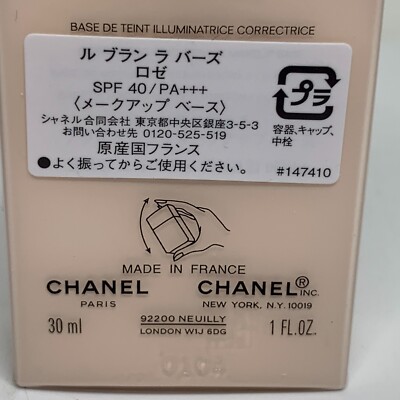 BASE DE TEINT ILLUMINATRICE CORRECTRICE
ル ブラン ラ バーズ
ロゼ
SPF 40/PA+++
〈メークアップ ベース〉
シャネル合同会社 東京都中央区銀座3-5-3
お問い合わせ先 0120-525-519
原産国フランス
●よく振ってからご使用ください。
プラ
容器、キャップ、
中栓
#147410
MADE IN FRANCE
CHANEL
PARIS
CHANEL® INC.
NEW YORK, N.Y. 10019
30 ml
92200 NEUILLY
LONDON W1J 6DG
1 FL.OZ.